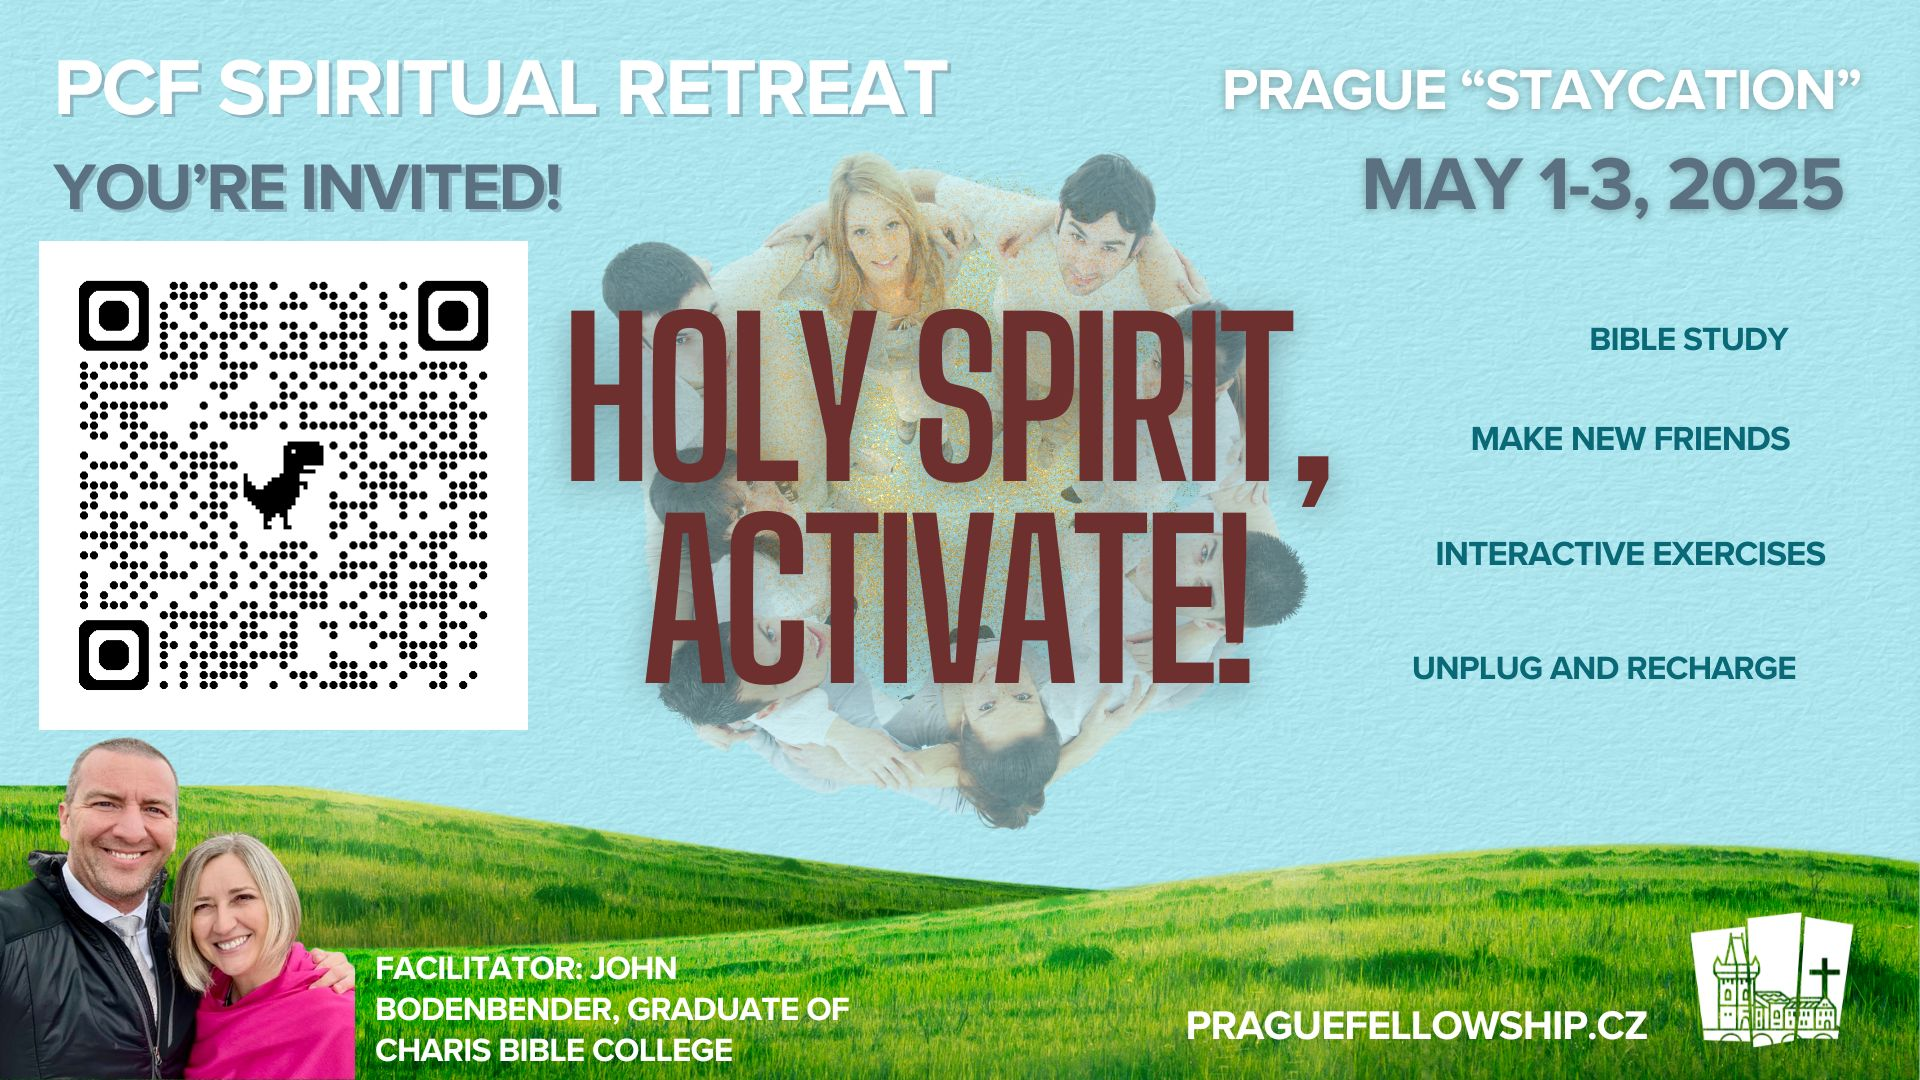 PCF SPIRITUAL RETREAT
YOU’RE INVITED!
PRAGUE “STAYCATION”
MAY 1-3, 2025
HOLY SPIRIT,
ACTIVATE!
BIBLE STUDY
MAKE NEW FRIENDS
INTERACTIVE EXERCISES
UNPLUG AND RECHARGE
FACILITATOR: JOHN
BODENBENDER, GRADUATE OF
CHARIS BIBLE COLLEGE
PRAGUEFELLOWSHIP.CZ